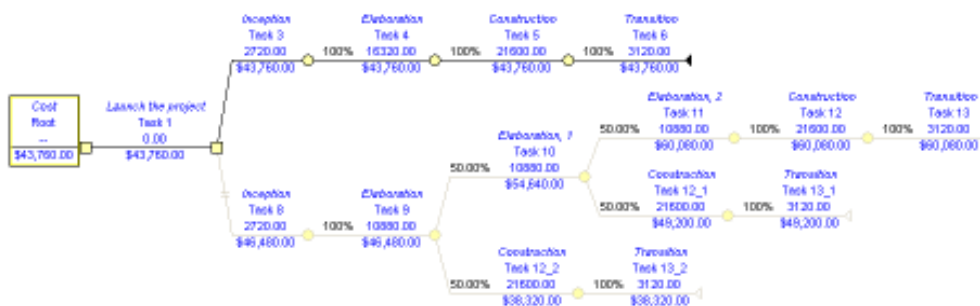 Cost
Root
...
$43,760.00
Launch the project
Task 1
0.00
$43,760.00
Inception
Task 3
2720.00
$43,760.00
100%
Elaboration
Task 4
16320.00
$43,760.00
100%
Construction
Task 5
21600.00
$43,760.00
100%
Transition
Task 6
3120.00
$43,760.00
Inception
Task 8
2720.00
$46,480.00
100%
Elaboration
Task 9
10880.00
$46,480.00
50.00%
Elaboration, 1
Task 10
10880.00
$54,640.00
50.00%
Elaboration, 2
Task 11
10880.00
$60,080.00
100%
Construction
Task 12
21600.00
$60,080.00
100%
Transition
Task 13
3120.00
$60,080.00
50.00%
Construction
Task 12_1
21600.00
$49,200.00
100%
Transition
Task 13_1
3120.00
$49,200.00
50.00%
Construction
Task 12_2
21600.00
$38,320.00
100%
Transition
Task 13_2
3120.00
$38,320.00